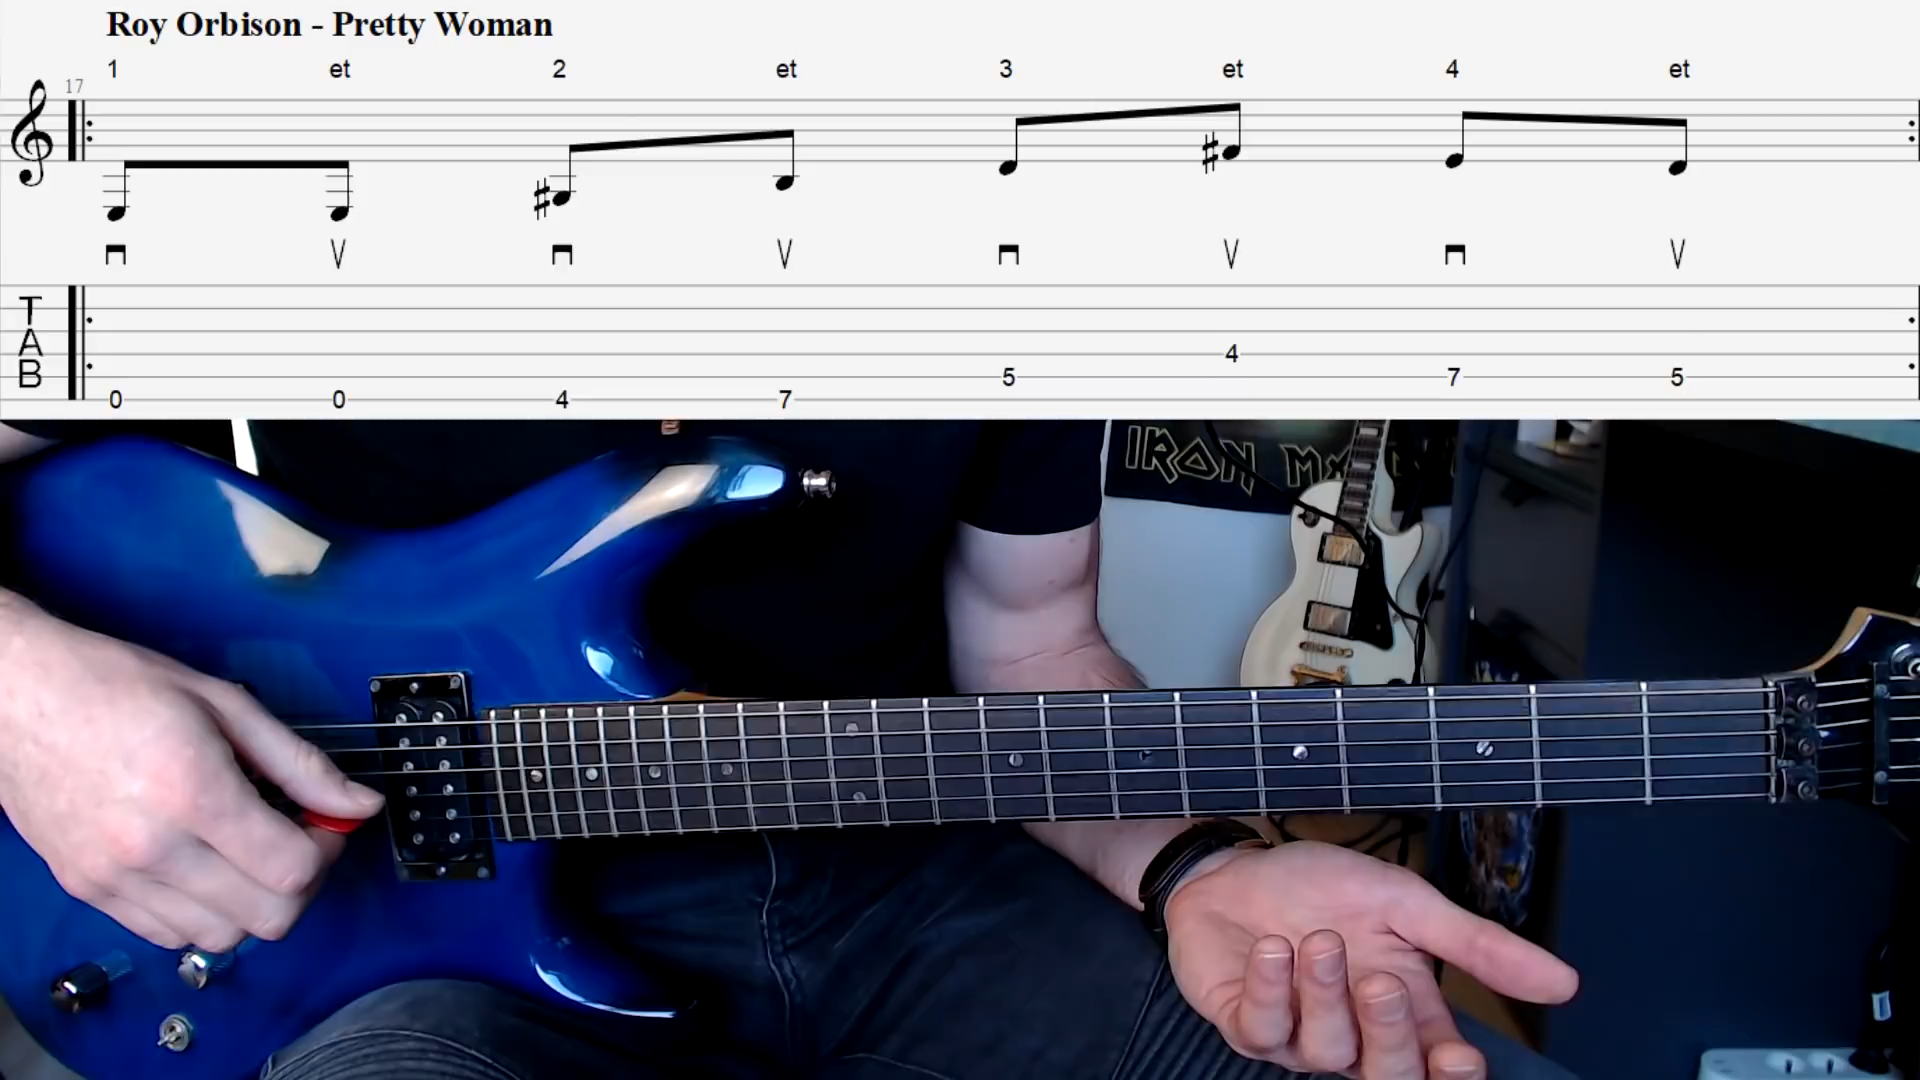 Roy Orbison - Pretty Woman
1 et 2 et 3 et 4 et
17
T
A
B
4
5 7 5
0 0 4 7
IRON